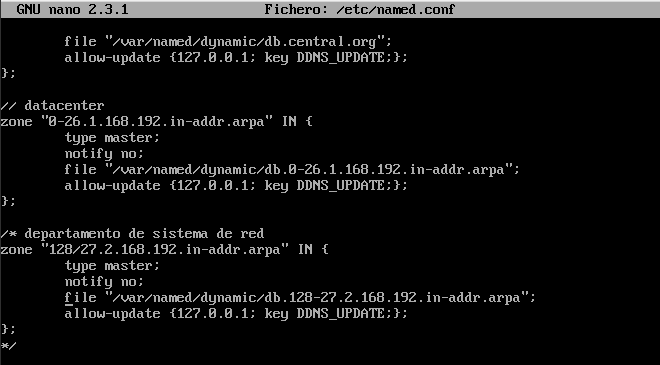 GNU nano 2.3.1 Fichero: /etc/named.conf
file "/var/named/dynamic/db.central.org";
allow-update {127.0.0.1; key DDNS_UPDATE;};
};
// datacenter
zone "0-26.1.168.192.in-addr.arpa" IN {
type master;
notify no;
file "/var/named/dynamic/db.0-26.1.168.192.in-addr.arpa";
allow-update {127.0.0.1; key DDNS_UPDATE;};
};
/* departamento de sistema de red
zone "128/27.2.168.192.in-addr.arpa" IN {
type master;
notify no;
file "/var/named/dynamic/db.128-27.2.168.192.in-addr.arpa";
allow-update {127.0.0.1; key DDNS_UPDATE;};
};
*/